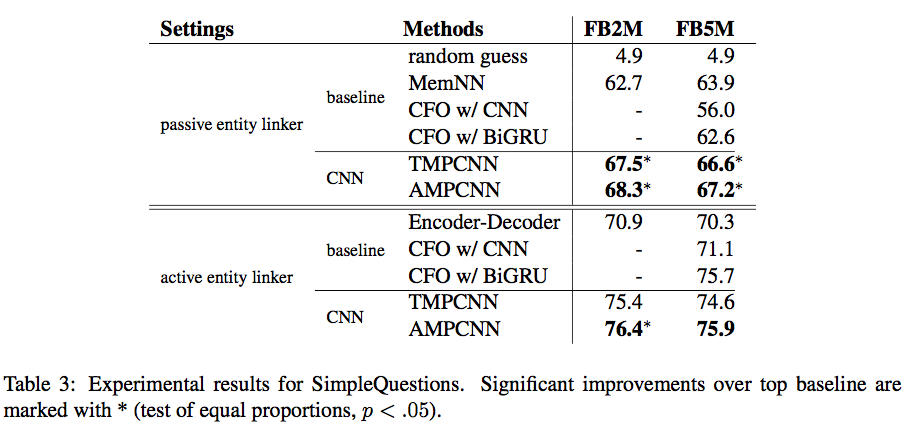 Settings Methods FB2M FB5M
random guess 4.9 4.9
baseline MemNN 62.7 63.9
CFO w/ CNN - 56.0
passive entity linker CFO w/ BiGRU - 62.6
CNN TMPCNN 67.5* 66.6*
AMPCNN 68.3* 67.2*
Encoder-Decoder 70.9 70.3
baseline CFO w/ CNN - 71.1
active entity linker CFO w/ BiGRU - 75.7
CNN TMPCNN 75.4 74.6
AMPCNN 76.4* 75.9
Table 3: Experimental results for SimpleQuestions. Significant improvements over top baseline are
marked with * (test of equal proportions, p < .05).